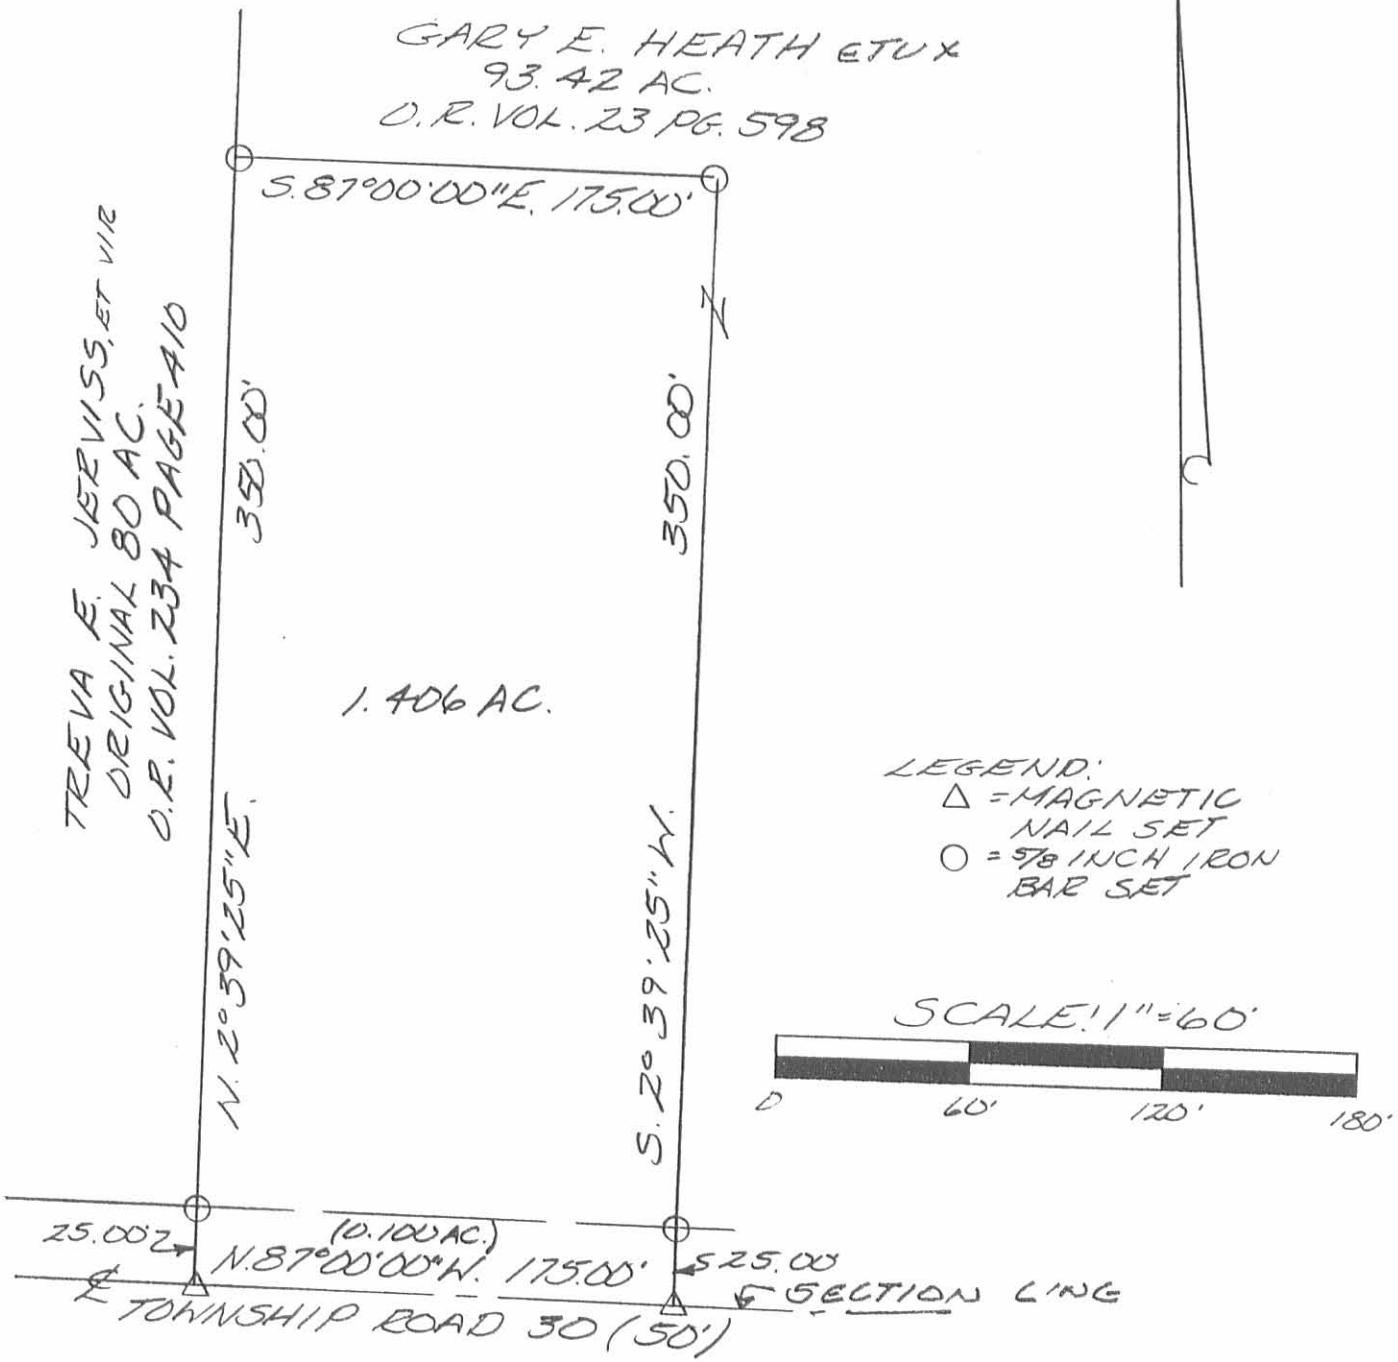 GARY E. HEATH ETUX
93.42 AC.
O.R. VOL. 23 PG. 598
S.87°00'00"E. 175.00'
TREVA E. JERVISS, ET VIR
ORIGINAL 80 AC.
O.R. VOL. 234 PAGE 410
350.00'
N. 2°39'25"E.
350.00'
S. 2°39'25"W.
1.406 AC.
LEGEND:
△ =MAGNETIC
NAIL SET
○ =5/8 INCH IRON
BAR SET
SCALE: 1"=60'
0 60' 120' 180'
25.00'
(0.100 AC.)
N.87°00'00"W. 175.00'
25.00'
SECTION LINE
℄ TOWNSHIP ROAD 30 (50')